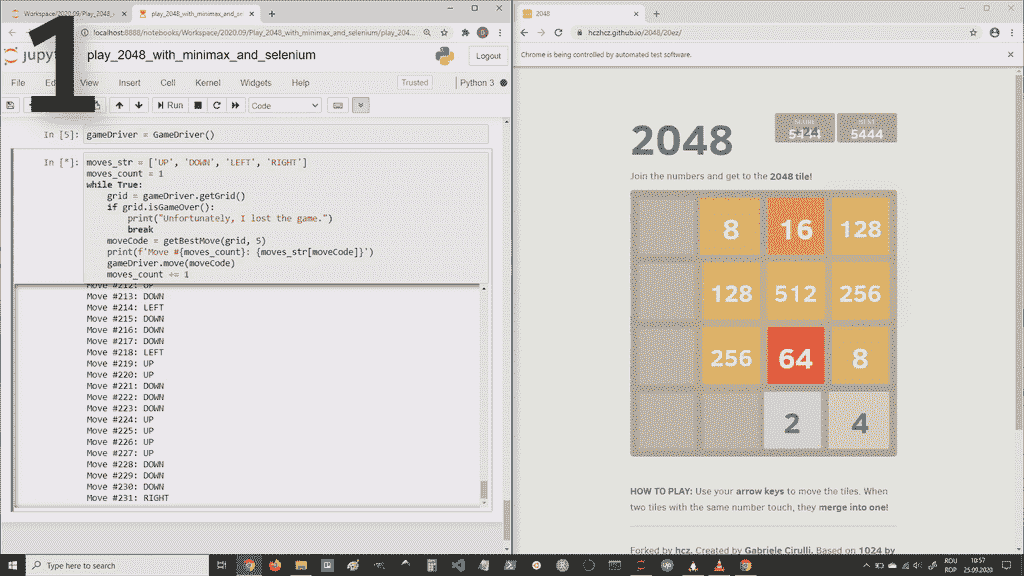 1
Workspace/2020.09/Play_2048_
play_2048_with_minimax_and_se
localhost:8888/notebooks/Workspace/2020.09/Play_2048_with_minimax_and_selenium/play_204...
jupyt
play_2048_with_minimax_and_selenium
Logout
File
View
Insert
Cell
Kernel
Widgets
Help
Trusted
Python 3
Run
Code
In [5]: gameDriver = GameDriver()
In [*]: moves_str = ['UP', 'DOWN', 'LEFT', 'RIGHT']
moves_count = 1
while True:
grid = gameDriver.getGrid()
if grid.isGameOver():
print("Unfortunately, I lost the game.")
break
moveCode = getBestMove(grid, 5)
print(f'Move #{moves_count}: {moves_str[moveCode]}')
gameDriver.move(moveCode)
moves_count += 1
Move #212: UP
Move #213: DOWN
Move #214: LEFT
Move #215: DOWN
Move #216: DOWN
Move #217: DOWN
Move #218: LEFT
Move #219: UP
Move #220: UP
Move #221: DOWN
Move #222: DOWN
Move #223: DOWN
Move #224: UP
Move #225: UP
Move #226: UP
Move #227: UP
Move #228: DOWN
Move #229: DOWN
Move #230: DOWN
Move #231: RIGHT
2048
hczhcz.github.io/2048/20ez/
Chrome is being controlled by automated test software.
2048
SCORE
BEST
5444
Join the numbers and get to the 2048 tile!
8 16 128
128 512 256
256 64 8
2 4
HOW TO PLAY: Use your arrow keys to move the tiles. When
two tiles with the same number touch, they merge into one!
Forked by hcz. Created by Gabriele Cirulli. Based on 1024 by
Type here to search
ROU
ROP
10:57
25.09.2020